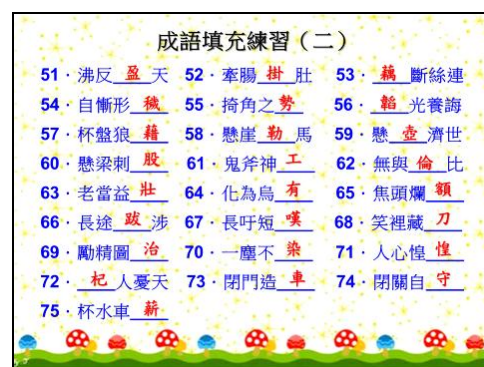 成語填充練習（二）
51．沸反盈天 52．牽腸掛肚 53．藕斷絲連
54．自慚形穢 55．掎角之勢 56．韜光養誨
57．杯盤狼藉 58．懸崖勒馬 59．懸壺濟世
60．懸梁刺股 61．鬼斧神工 62．無與倫比
63．老當益壯 64．化為烏有 65．焦頭爛額
66．長途跋涉 67．長吁短嘆 68．笑裡藏刀
69．勵精圖治 70．一塵不染 71．人心惶惶
72．杞人憂天 73．閉門造車 74．閉關自守
75．杯水車薪